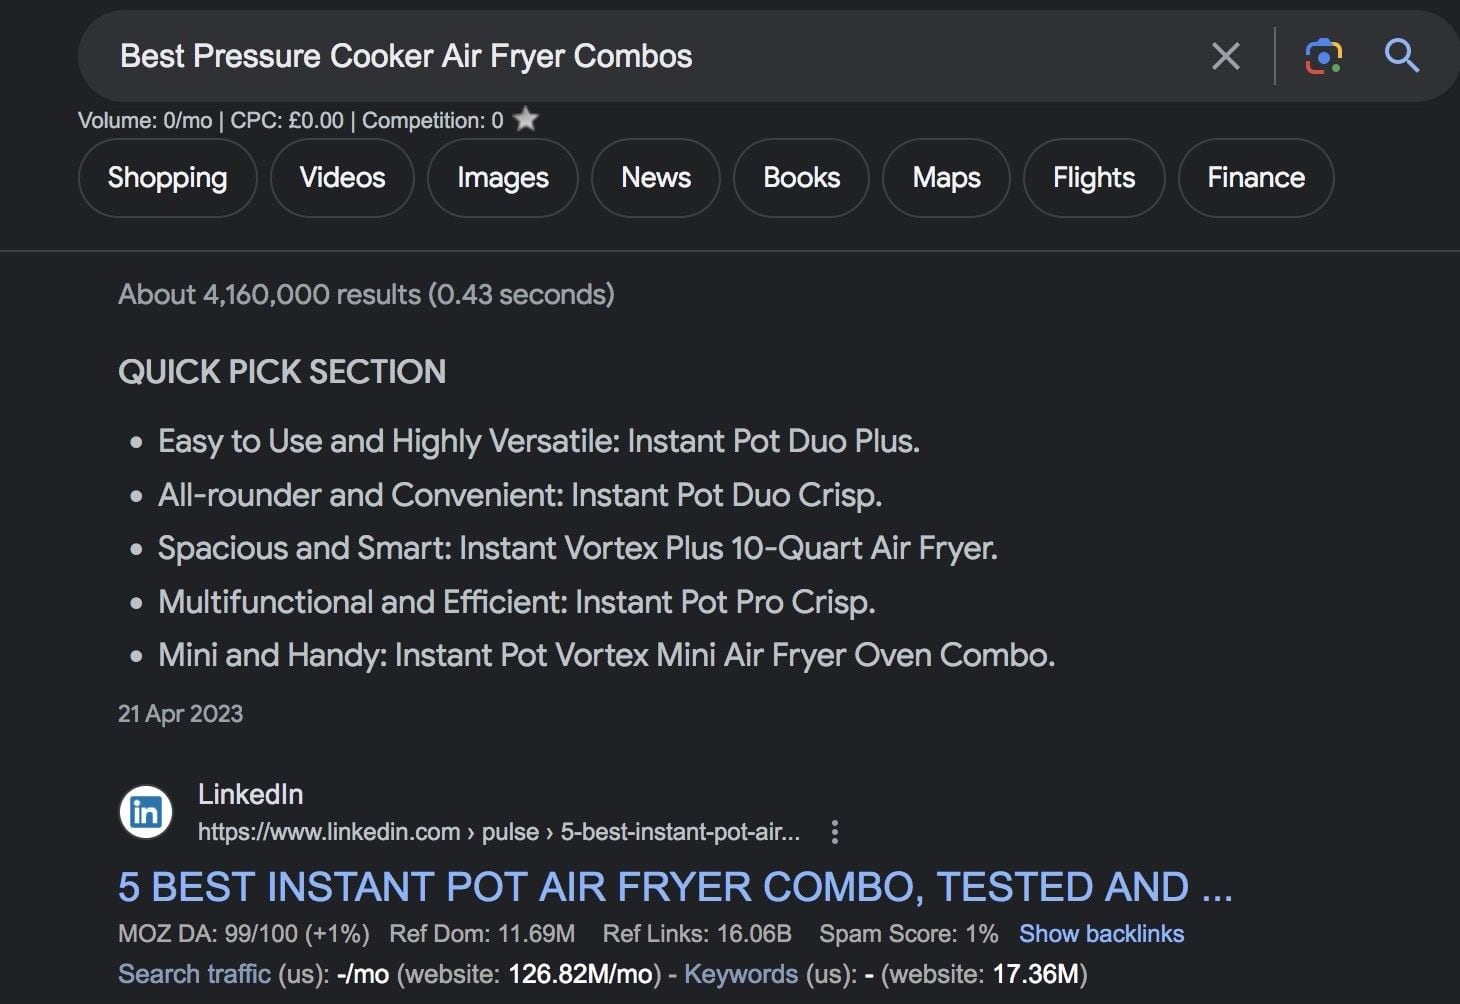 Best Pressure Cooker Air Fryer Combos
Volume: 0/mo | CPC: £0.00 | Competition: 0
Shopping Videos Images News Books Maps Flights Finance
About 4,160,000 results (0.43 seconds)
QUICK PICK SECTION
• Easy to Use and Highly Versatile: Instant Pot Duo Plus.
• All-rounder and Convenient: Instant Pot Duo Crisp.
• Spacious and Smart: Instant Vortex Plus 10-Quart Air Fryer.
• Multifunctional and Efficient: Instant Pot Pro Crisp.
• Mini and Handy: Instant Pot Vortex Mini Air Fryer Oven Combo.
21 Apr 2023
in LinkedIn
https://www.linkedin.com › pulse › 5-best-instant-pot-air...
5 BEST INSTANT POT AIR FRYER COMBO, TESTED AND ...
MOZ DA: 99/100 (+1%) Ref Dom: 11.69M Ref Links: 16.06B Spam Score: 1% Show backlinks
Search traffic (us): -/mo (website: 126.82M/mo) - Keywords (us): - (website: 17.36M)